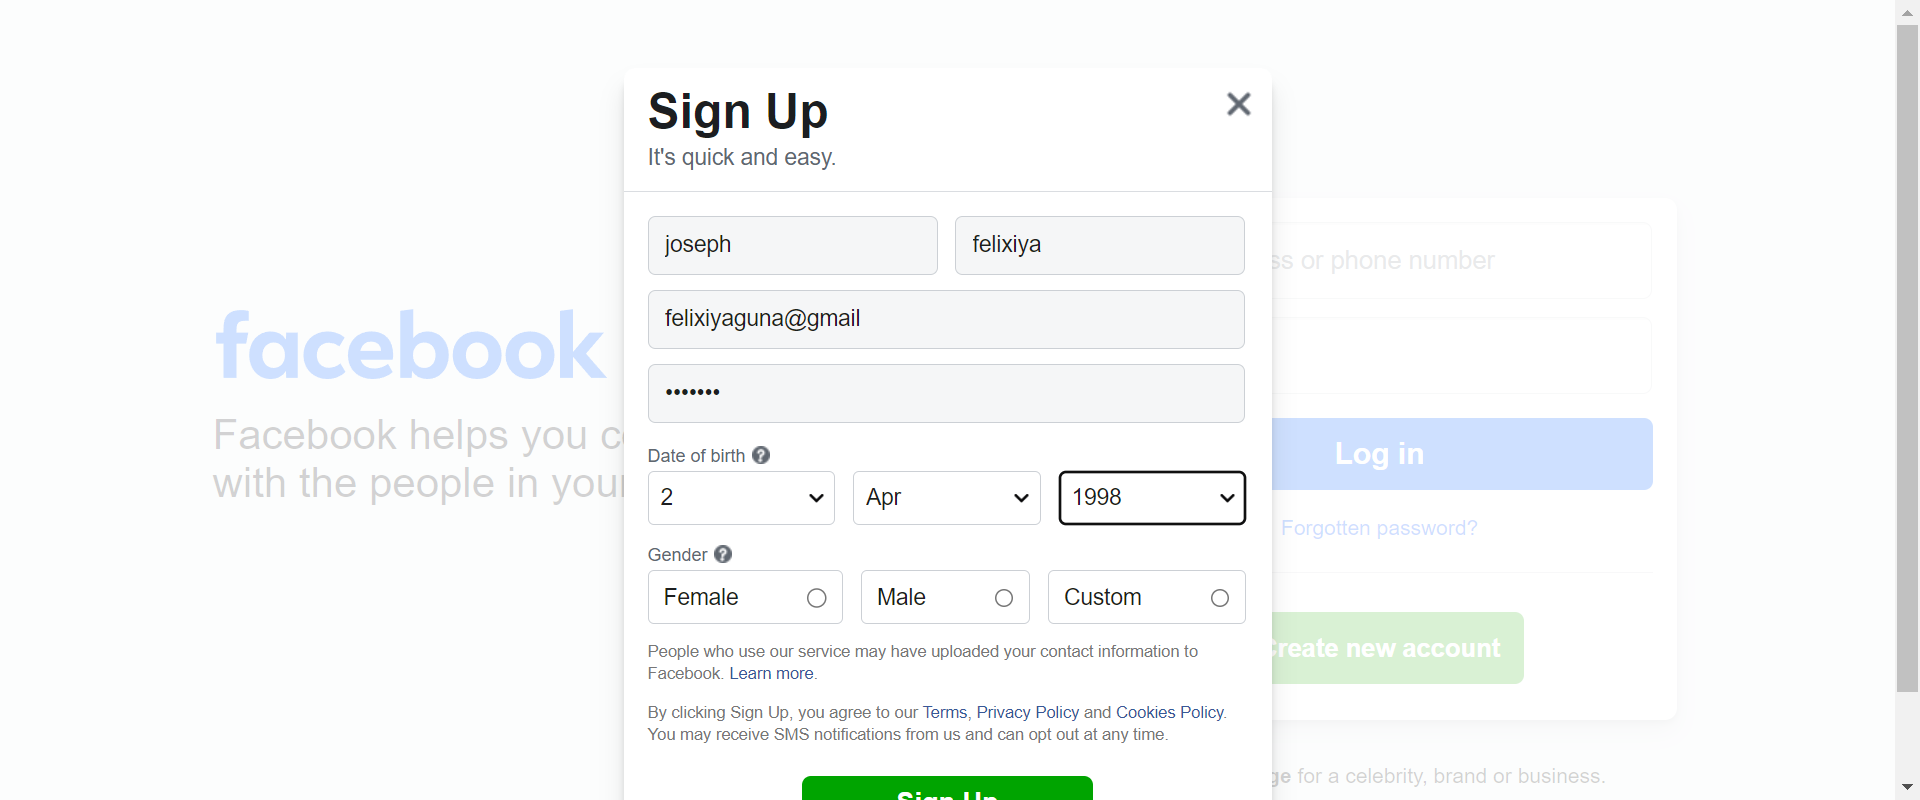 Sign Up
It's quick and easy.
joseph felixiya
felixiyaguna@gmail
•••••••
Date of birth ?
2 Apr 1998
Gender ?
Female Male Custom
People who use our service may have uploaded your contact information to
Facebook. Learn more.
By clicking Sign Up, you agree to our Terms, Privacy Policy and Cookies Policy.
You may receive SMS notifications from us and can opt out at any time.
Sign Up
facebook
Facebook helps you c
with the people in your
ss or phone number
Log in
Forgotten password?
Create new account
ge for a celebrity, brand or business.